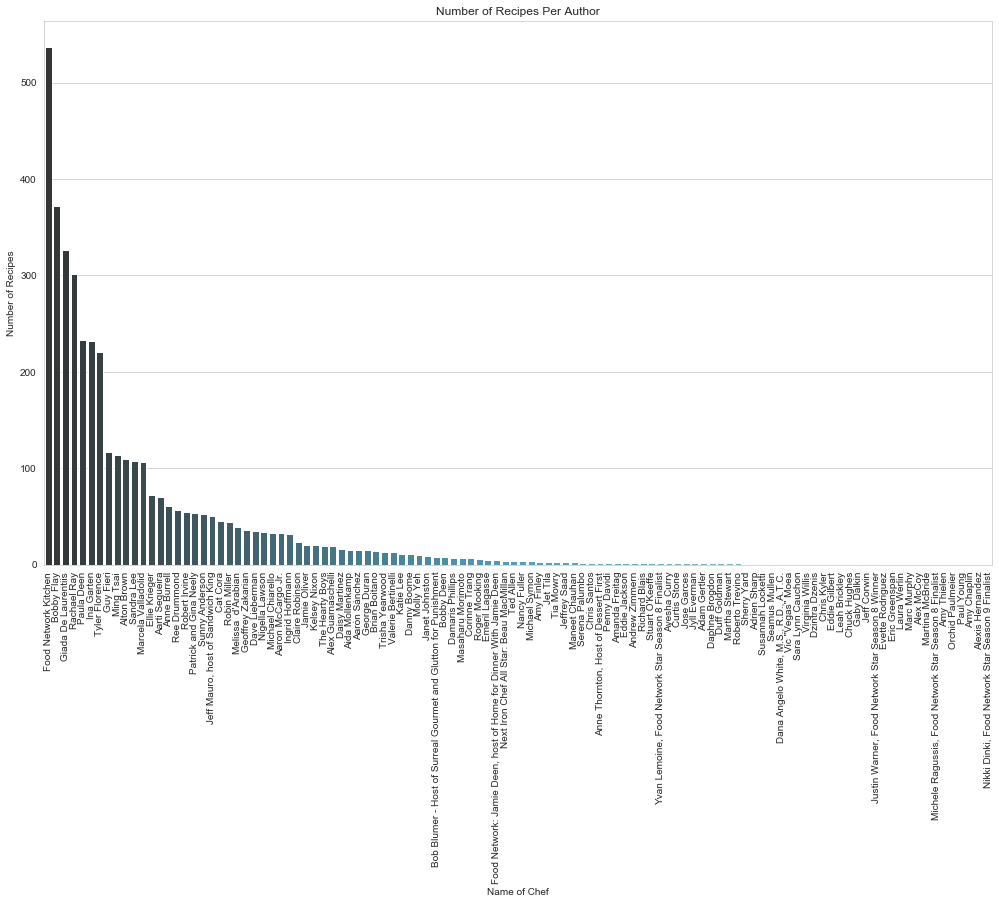 Number of Recipes Per Author
Number of Recipes
500
400
300
200
100
0
Food Network Kitchen
Bobby Flay
Giada De Laurentiis
Rachael Ray
Paula Deen
Ina Garten
Tyler Florence
Guy Fieri
Ming Tsai
Alton Brown
Sandra Lee
Marcela Valladolid
Ellie Krieger
Aarti Sequeira
Anne Burrell
Ree Drummond
Robert Irvine
Patrick and Gina Neely
Sunny Anderson
Jeff Mauro, host of Sandwich King
Cat Cora
Robin Miller
Melissa d'Arabian
Geoffrey Zakarian
Dave Lieberman
Nigella Lawson
Michael Chiarello
Aaron McCargo Jr.
Ingrid Hoffmann
Claire Robinson
Jamie Oliver
Kelsey Nixon
The Hearty Boys
Alex Guarnaschelli
Daisy Martinez
Aida Mollenkamp
Aaron Sanchez
George Duran
Brian Boitano
Trisha Yearwood
Valerie Bertinelli
Katie Lee
Danny Boome
Molly Yeh
Janet Johnston
Bob Blumer - Host of Surreal Gourmet and Glutton for Punishment
Bobby Deen
Damaris Phillips
Masaharu Morimoto
Corinne Trang
Roger Mooking
Emeril Lagasse
Food Network: Jamie Deen, host of Home for Dinner With Jamie Deen
Next Iron Chef All Star: Beau MacMillan
Ted Allen
Nancy Fuller
Michael Symon
Amy Finley
Jet Tila
Tia Mowry
Jeffrey Saad
Maneet Chauhan
Serena Palumbo
Chris Santos
Anne Thornton, Host of Dessert First
Penny Davidi
Amanda Freitag
Eddie Jackson
Andrew Zimmern
Richard Blais
Stuart O'Keeffe
Yvan Lemoine, Food Network Star Season 6 Finalist
Ayesha Curry
Curtis Stone
Jose Garces
Jyll Everman
Adam Gertler
Daphne Brogdon
Duff Goldman
Martha Stewart
Roberto Trevino
Sherry Yard
Adrien Sharp
Susannah Locketti
Seamus Mullen
Dana Angelo White, M.S., R.D., A.T.C.
Vic "Vegas" Moea
Sara Lynn Cauchon
Virginia Willis
Dzintra Dzenis
Chris Kyler
Eddie Gilbert
Leah Brickley
Chuck Hughes
Gaby Dalkin
Jeff Corwin
Justin Warner, Food Network Star Season 8 Winner
Evette Rodriguez
Eric Greenspan
Lauren Werlin
Marc Murphy
Alex McCoy
Martina McBride
Michele Ragussis, Food Network Star Season 8 Finalist
Amy Thielen
Orchid Paulmeier
Paul Young
Amy Chaplin
Alexis Hernandez
Nikki Dinki, Food Network Star Season 9 Finalist
Name of Chef